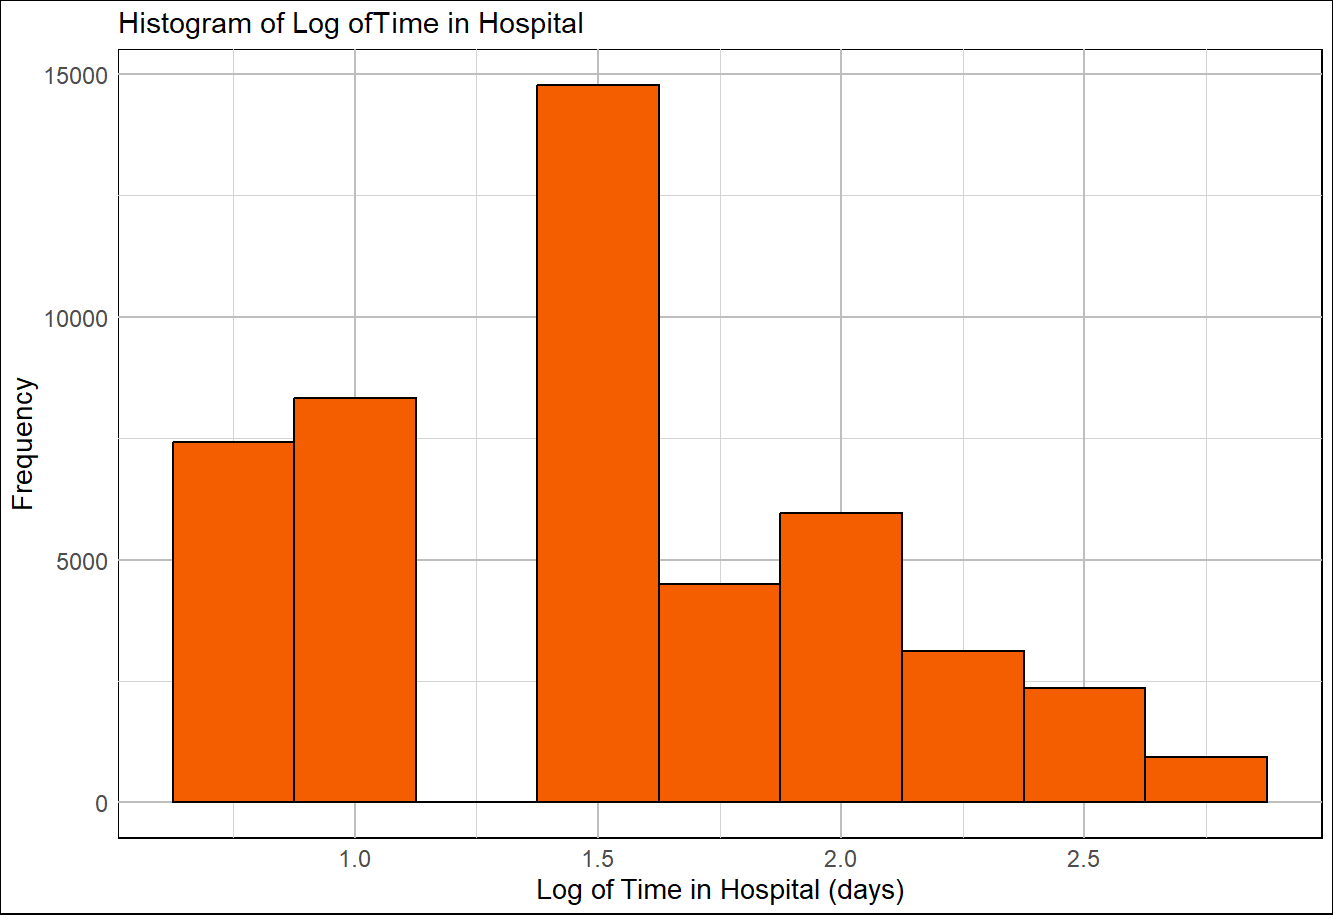 Histogram of Log ofTime in Hospital
15000
10000
5000
0
Frequency
1.0 1.5 2.0 2.5
Log of Time in Hospital (days)